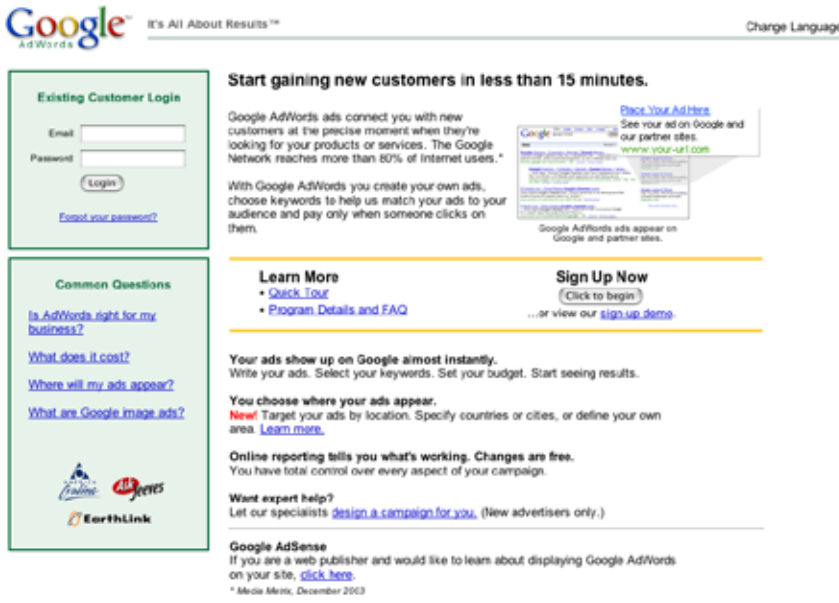 Google
AdWords
It's All About Results™
Change Language
Existing Customer Login
Email
Password
Login
Forgot your password?
Common Questions
Is AdWords right for my
business?
What does it cost?
Where will my ads appear?
What are Google image ads?
Ask Jeeves
EarthLink
Start gaining new customers in less than 15 minutes.
Google AdWords ads connect you with new
customers at the precise moment when they're
looking for your products or services. The Google
Network reaches more than 80% of Internet users.*
With Google AdWords you create your own ads,
choose keywords to help us match your ads to your
audience and pay only when someone clicks on
them.
Google
Place Your Ad Here
See your ad on Google and
our partner sites.
www.your-url.com
Google AdWords ads appear on
Google and partner sites.
Learn More
• Quick Tour
• Program Details and FAQ
Sign Up Now
Click to begin
...or view our sign up demo.
Your ads show up on Google almost instantly.
Write your ads. Select your keywords. Set your budget. Start seeing results.
You choose where your ads appear.
New! Target your ads by location. Specify countries or cities, or define your own
area. Learn more.
Online reporting tells you what's working. Changes are free.
You have total control over every aspect of your campaign.
Want expert help?
Let our specialists design a campaign for you. (New advertisers only.)
Google AdSense
If you are a web publisher and would like to learn about displaying Google AdWords
on your site, click here.
* Media Metrix, December 2003